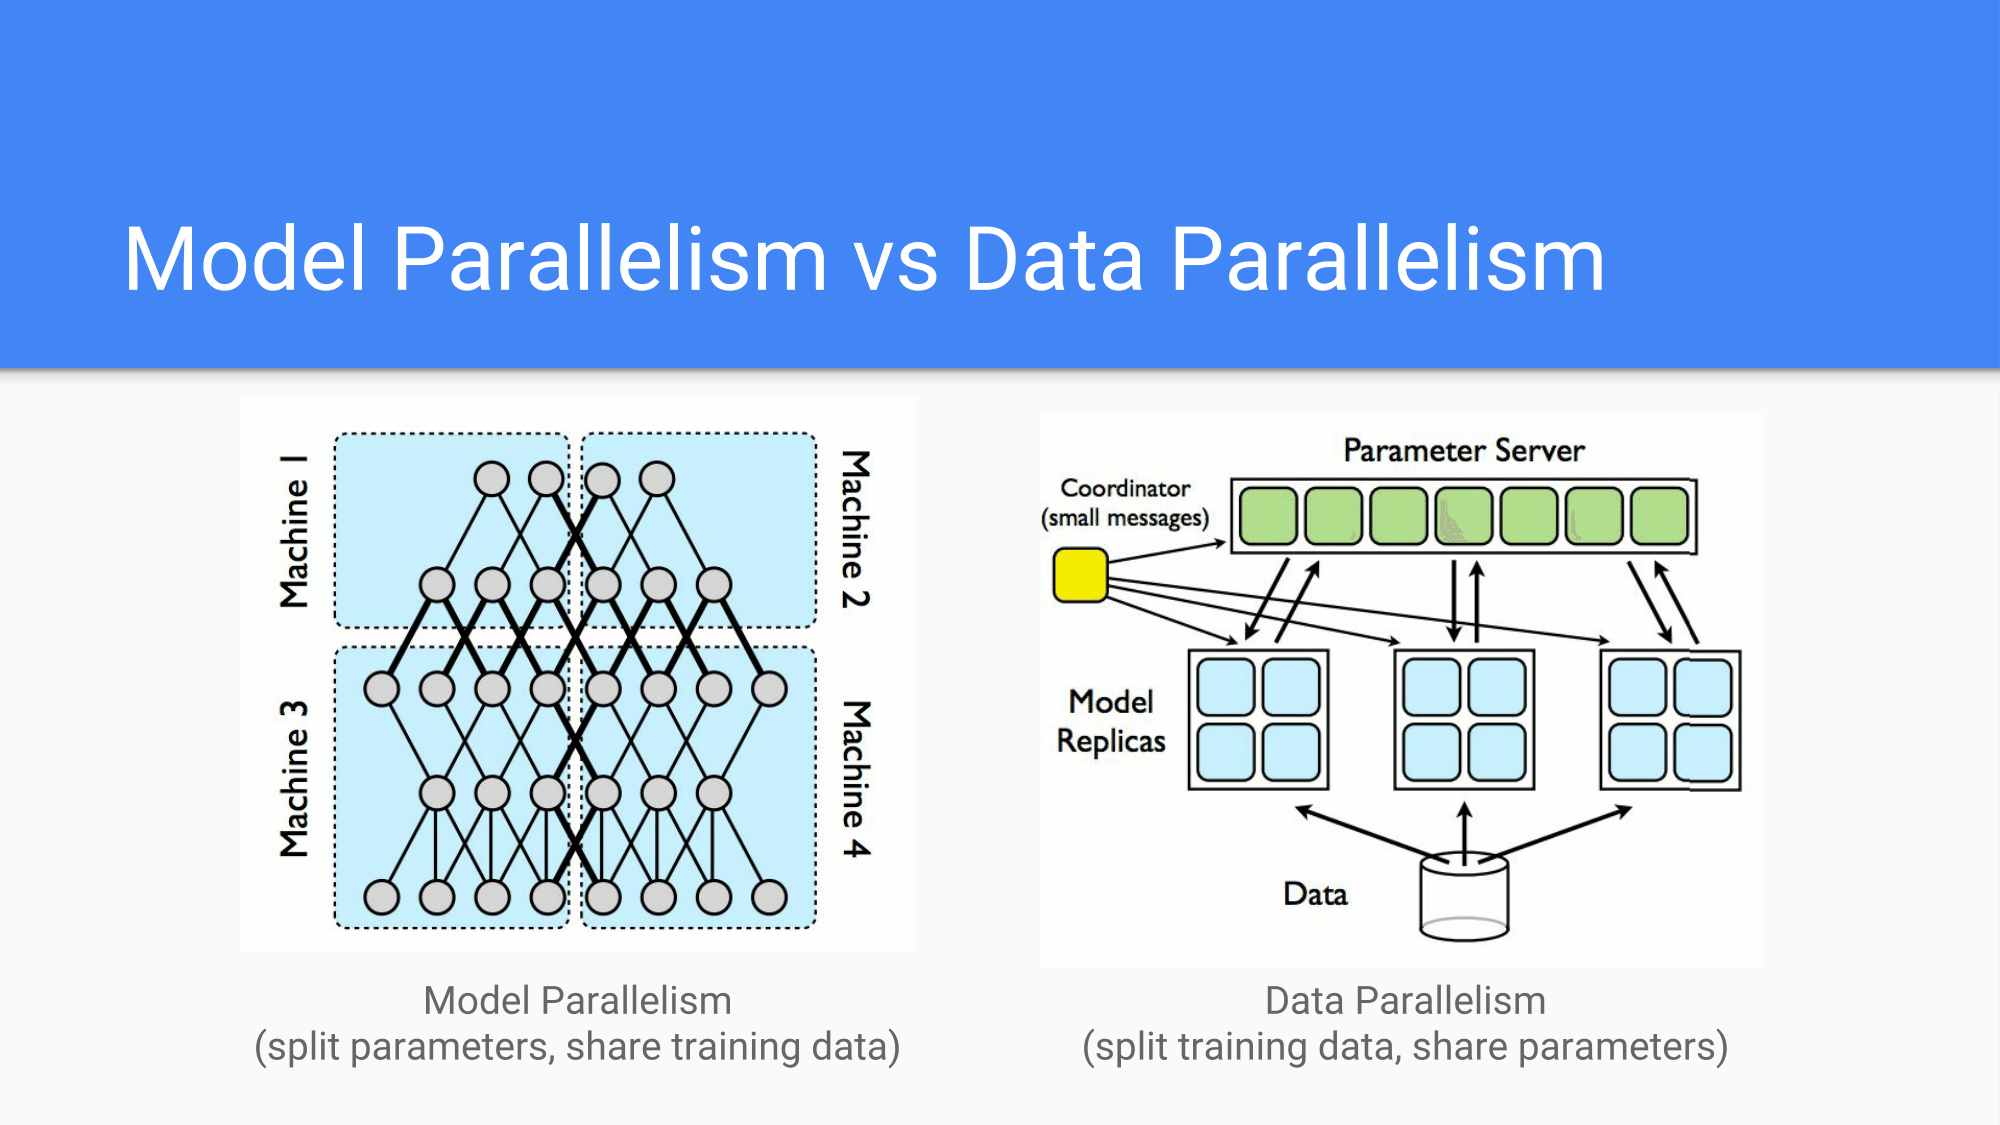 Model Parallelism vs Data Parallelism
Machine 1
Machine 2
Machine 3
Machine 4
Model Parallelism
(split parameters, share training data)
Parameter Server
Coordinator
(small messages)
Model
Replicas
Data
Data Parallelism
(split training data, share parameters)